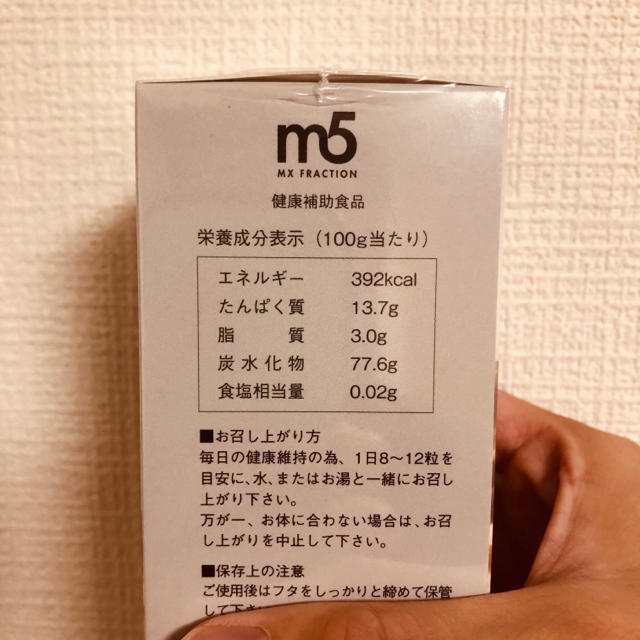 m5
MX FRACTION
健康補助食品
栄養成分表示（100g当たり）
エネルギー 392kcal
たんぱく質 13.7g
脂質 3.0g
炭水化物 77.6g
食塩相当量 0.02g
■お召し上がり方
毎日の健康維持の為、1日8〜12粒を
目安に、水、またはお湯と一緒にお召し
上がり下さい。
万が一、お体に合わない場合は、お召
し上がりを中止して下さい。
■保存上の注意
ご使用後はフタをしっかりと締めて保管
して下さい